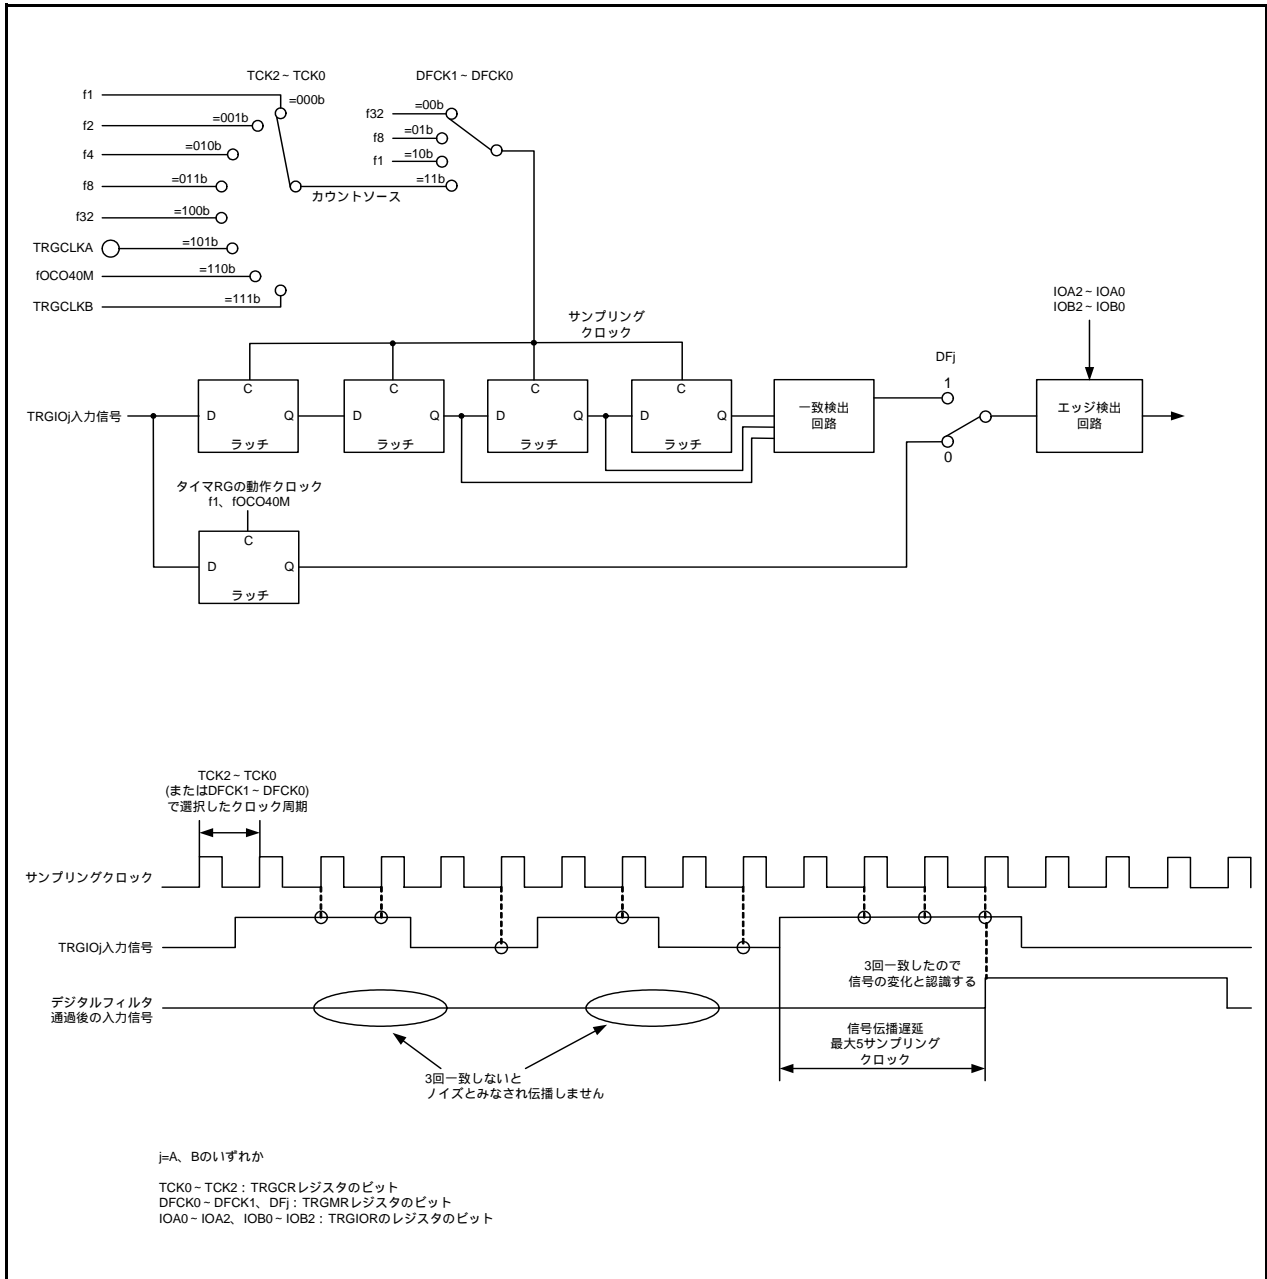 TCK2~TCK0
DFCK1~DFCK0
f1
=000b
f2
=001b
f4
=010b
f8
=011b
f32
=100b
TRGCLKA
=101b
fOCO40M
=110b
TRGCLKB
=111b
カウントソース
f32
=00b
f8
=01b
f1
=10b
=11b
サンプリング
クロック
IOA2~IOA0
IOB2~IOB0
DFj
1
0
TRGIOj入力信号
C
D
Q
ラッチ
C
D
Q
ラッチ
C
D
Q
ラッチ
C
D
Q
ラッチ
一致検出
回路
エッジ検出
回路
タイマRGの動作クロック
f1、fOCO40M
C
D
Q
ラッチ
TCK2~TCK0
(またはDFCK1~DFCK0)
で選択したクロック周期
サンプリングクロック
TRGIOj入力信号
3回一致したので
信号の変化と認識する
デジタルフィルタ
通過後の入力信号
信号伝播遅延
最大5サンプリング
クロック
3回一致しないと
ノイズとみなされ伝播しません
j=A、Bのいずれか
TCK0~TCK2:TRGCRレジスタのビット
DFCK0~DFCK1、DFj:TRGMRレジスタのビット
IOA0~IOA2、IOB0~IOB2:TRGIORのレジスタのビット